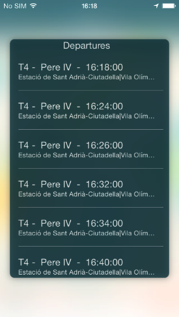 No SIM 16:18
Departures
T4 - Pere IV - 16:18:00
Estació de Sant Adrià-Ciutadella|Vila Olím...
T4 - Pere IV - 16:24:00
Estació de Sant Adrià-Ciutadella|Vila Olím...
T4 - Pere IV - 16:26:00
Estació de Sant Adrià-Ciutadella|Vila Olím...
T4 - Pere IV - 16:32:00
Estació de Sant Adrià-Ciutadella|Vila Olím...
T4 - Pere IV - 16:34:00
Estació de Sant Adrià-Ciutadella|Vila Olím...
T4 - Pere IV - 16:40:00
Estació de Sant Adrià-Ciutadella|Vila Olím...